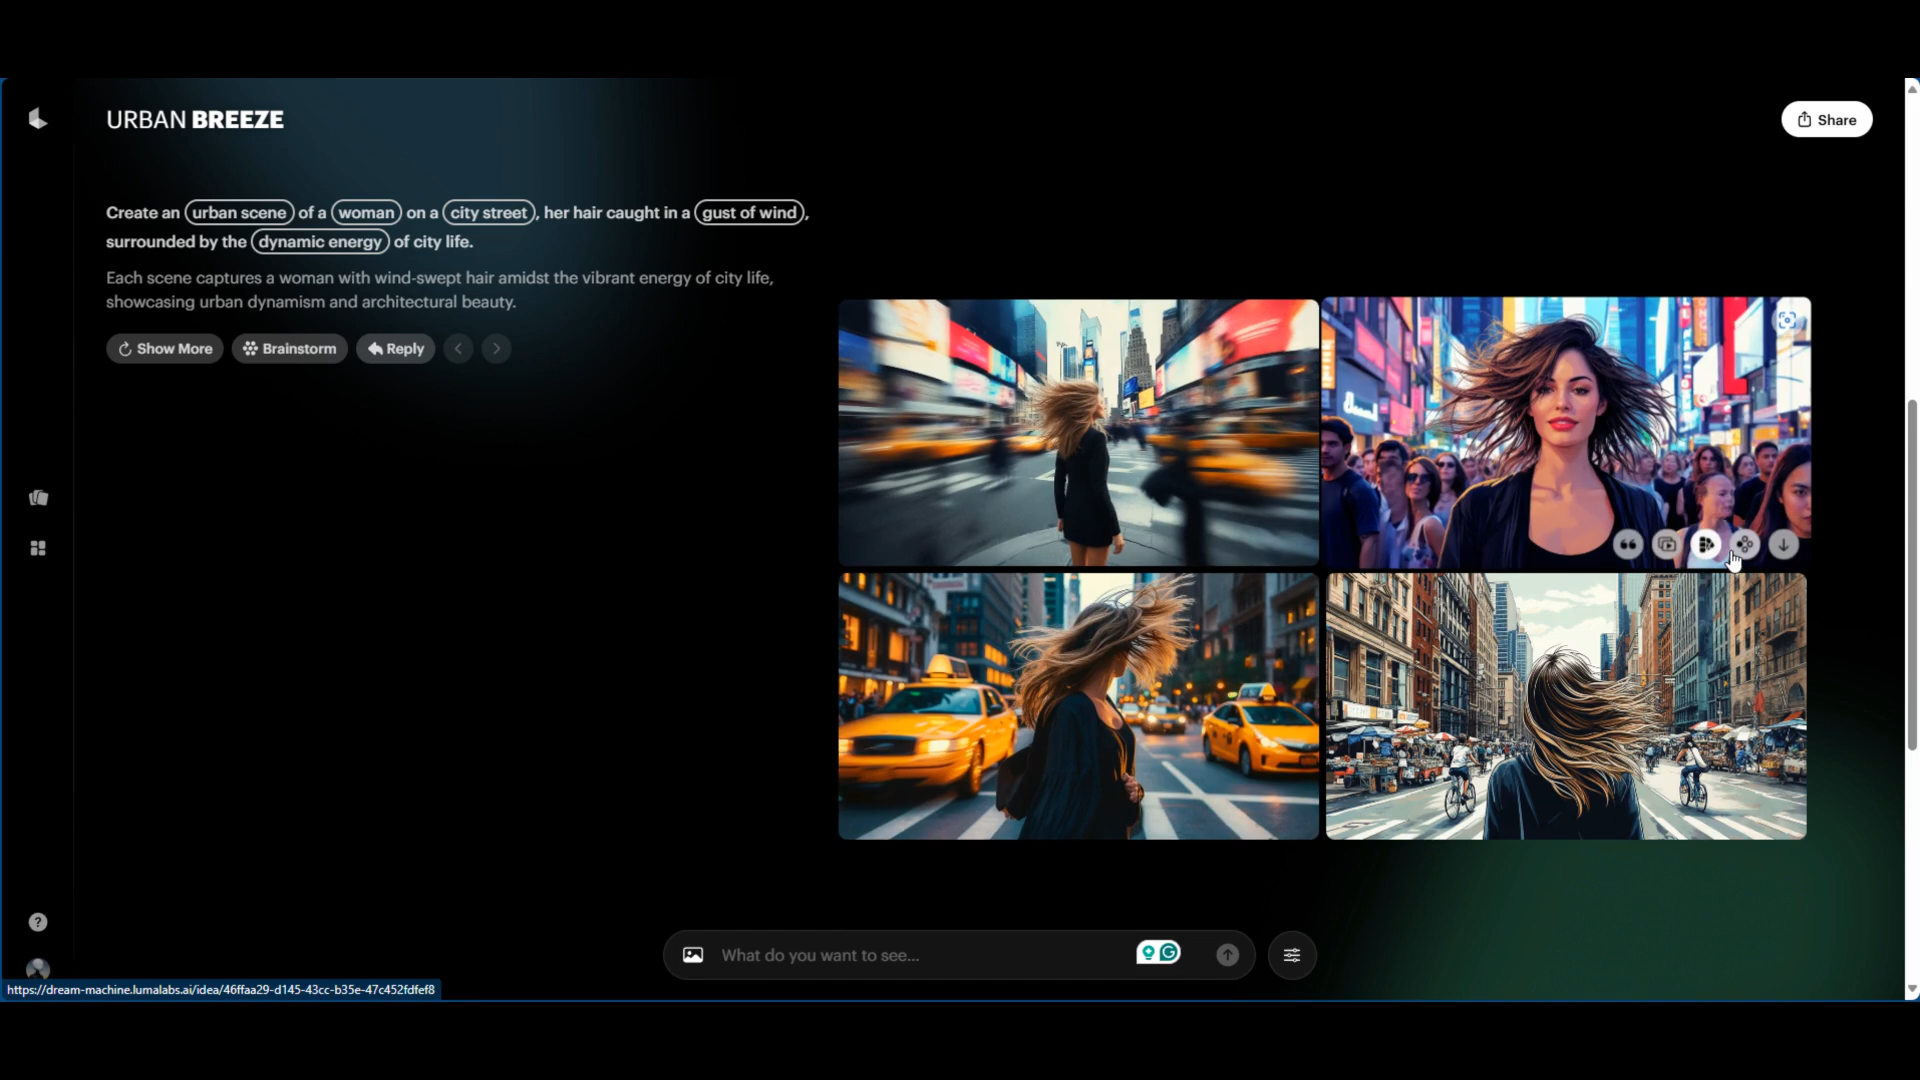 URBAN BREEZE
Share
Create an urban scene of a woman on a city street, her hair caught in a gust of wind,
surrounded by the dynamic energy of city life.
Each scene captures a woman with wind-swept hair amidst the vibrant energy of city life,
showcasing urban dynamism and architectural beauty.
Show More Brainstorm Reply
What do you want to see...
https://dream-machine.lumalabs.ai/idea/46ffaa29-d145-43cc-b35e-47c452fdfef8